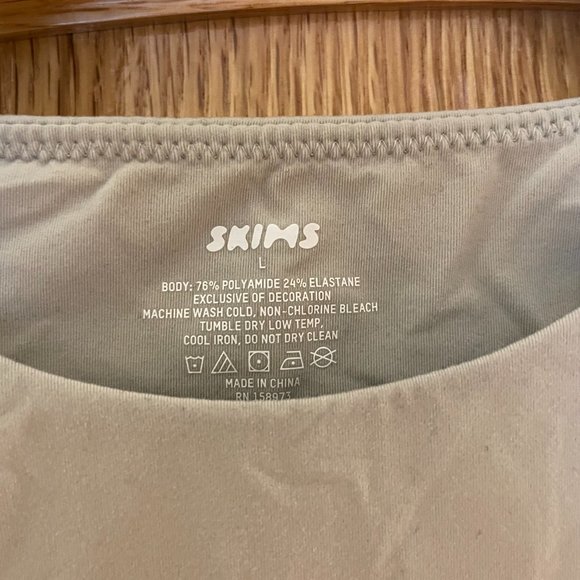 SKIMS
L
BODY: 76% POLYAMIDE 24% ELASTANE
EXCLUSIVE OF DECORATION
MACHINE WASH COLD, NON-CHLORINE BLEACH
TUMBLE DRY LOW TEMP,
COOL IRON, DO NOT DRY CLEAN
MADE IN CHINA
RN 158973